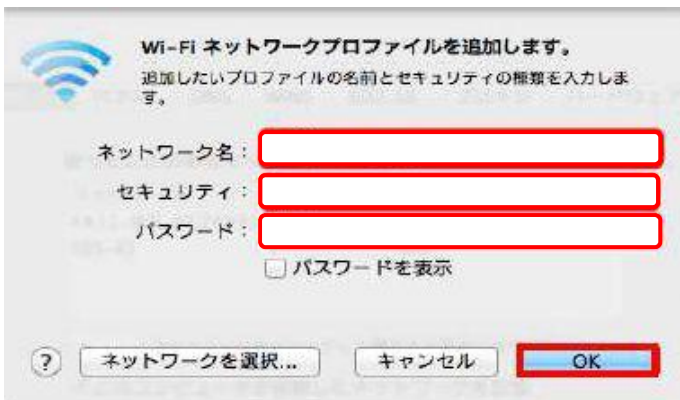 Wi-Fi ネットワークプロファイルを追加します。
追加したいプロファイルの名前とセキュリティの種類を入力しま
す。
ネットワーク名：
セキュリティ：
パスワード：
パスワードを表示
? ネットワークを選択... キャンセル OK